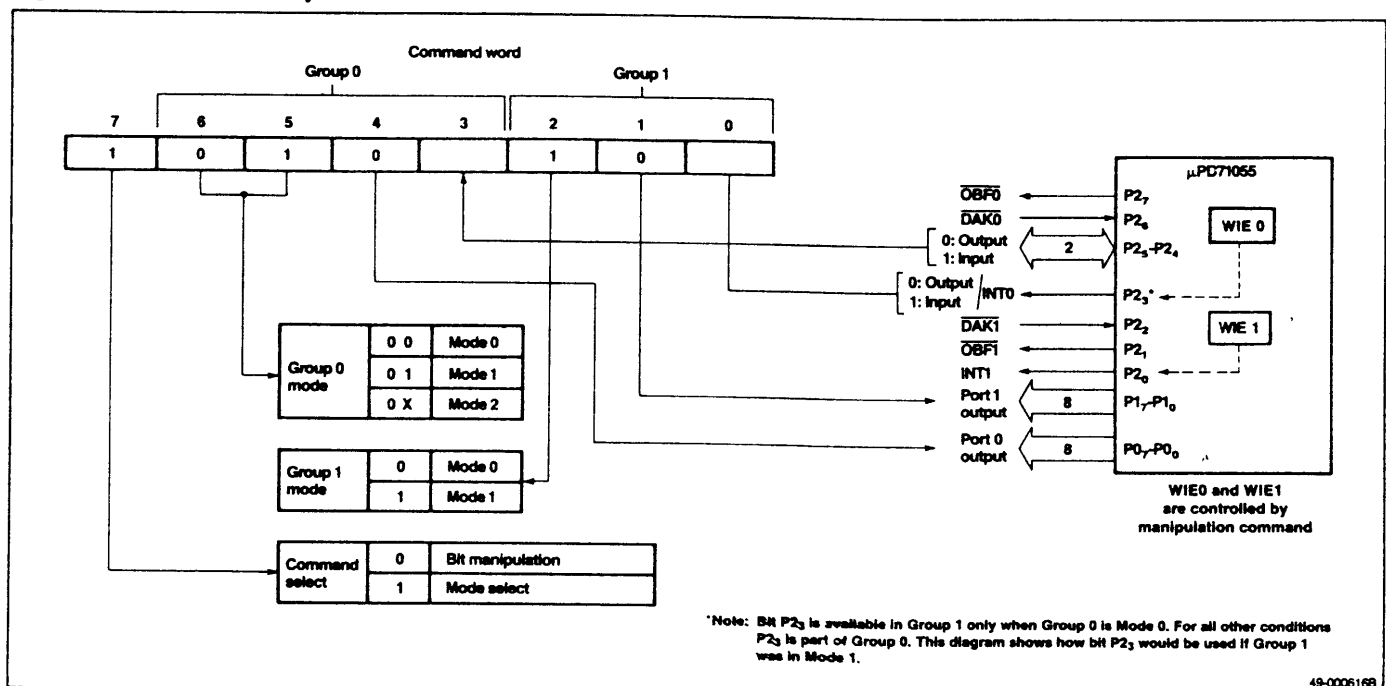 Command word
Group 0
Group 1
7 6 5 4 3 2 1 0
1 0 1 0 1 0
Group 0 mode
0 0 Mode 0
0 1 Mode 1
0 X Mode 2
Group 1 mode
0 Mode 0
1 Mode 1
Command select
0 Bit manipulation
1 Mode select
µPD71055
OBF0 P2₇
DAK0 P2₆
WIE 0
0: Output
1: Input
2 P2₅-P2₄
0: Output
1: Input
/INT0 P2₃*
DAK1 P2₂
WIE 1
OBF1 P2₁
INT1 P2₀
Port 1 output 8 P1₇-P1₀
Port 0 output 8 P0₇-P0₀
WIE0 and WIE1
are controlled by
manipulation command
*Note: Bit P2₃ is available in Group 1 only when Group 0 is Mode 0. For all other conditions
P2₃ is part of Group 0. This diagram shows how bit P2₃ would be used if Group 1
was in Mode 1.
49-000616B